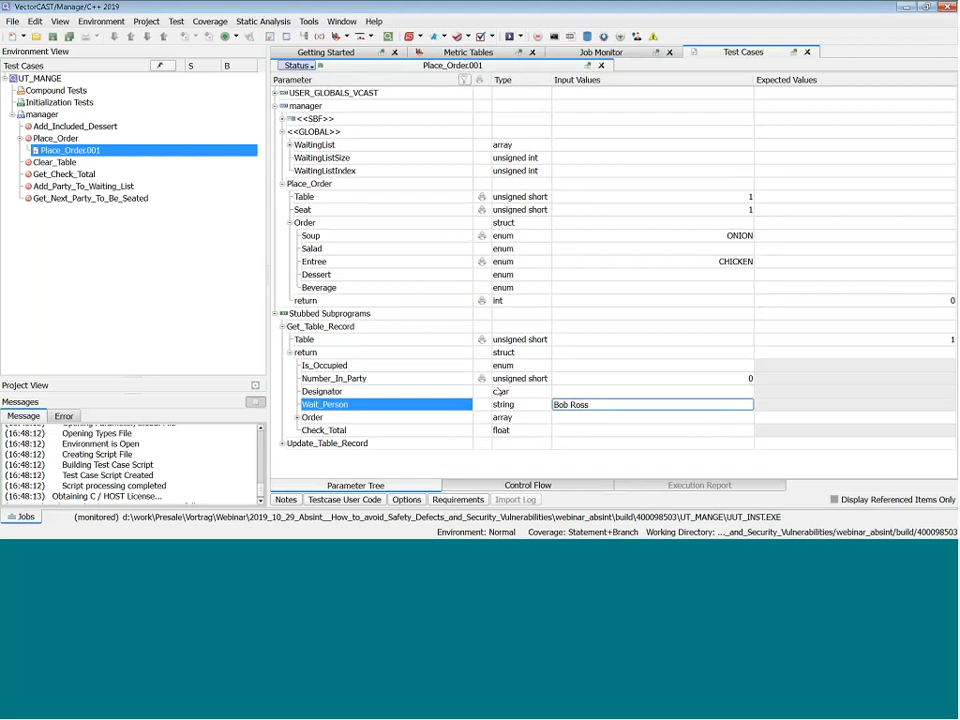 VectorCAST/Manage/C++ 2019
File Edit View Environment Project Test Coverage Static Analysis Tools Window Help
Environment View
Getting Started Metric Tables Job Monitor Test Cases
Test Cases S B
Status Place_Order.001
UT_MANGE
Parameter Type Input Values Expected Values
Compound Tests
USER_GLOBALS_VCAST
Initialization Tests
manager
manager
<<SBF>>
Add_Included_Dessert
<<GLOBAL>>
Place_Order
WaitingList array
Place_Order.001
WaitingListSize unsigned int
Clear_Table
WaitingListIndex unsigned int
Get_Check_Total
Place_Order
Add_Party_To_Waiting_List
Table unsigned short 1
Get_Next_Party_To_Be_Seated
Seat unsigned short 1
Order struct
Soup enum ONION
Salad enum
Entree enum CHICKEN
Dessert enum
Beverage enum
return int 0
Stubbed Subprograms
Get_Table_Record
Table unsigned short 1
return struct
Is_Occupied enum
Number_In_Party unsigned short 0
Designator char
Wait_Person string Bob Ross
Order array
Check_Total float
Update_Table_Record
Project View
Messages
Message Error
(16:48:12) Opening Types File
(16:48:12) Environment is Open
(16:48:12) Creating Script File
(16:48:12) Building Test Case Script
(16:48:12) Test Case Script Created
(16:48:12) Script processing completed
(16:48:13) Obtaining C / HOST License...
Parameter Tree Control Flow Execution Report
Notes Testcase User Code Options Requirements Import Log Display Referenced Items Only
Jobs (monitored) d:\work\Presale\Vortrag\Webinar\2019_10_29_Absint__How_to_avoid_Safety_Defects_and_Security_Vulnerabilities\webinar_absint\build\400098503\UT_MANGE\UUT_INST.EXE
Environment: Normal Coverage: Statement+Branch Working Directory: ..._and_Security_Vulnerabilities/webinar_absint/build/400098503